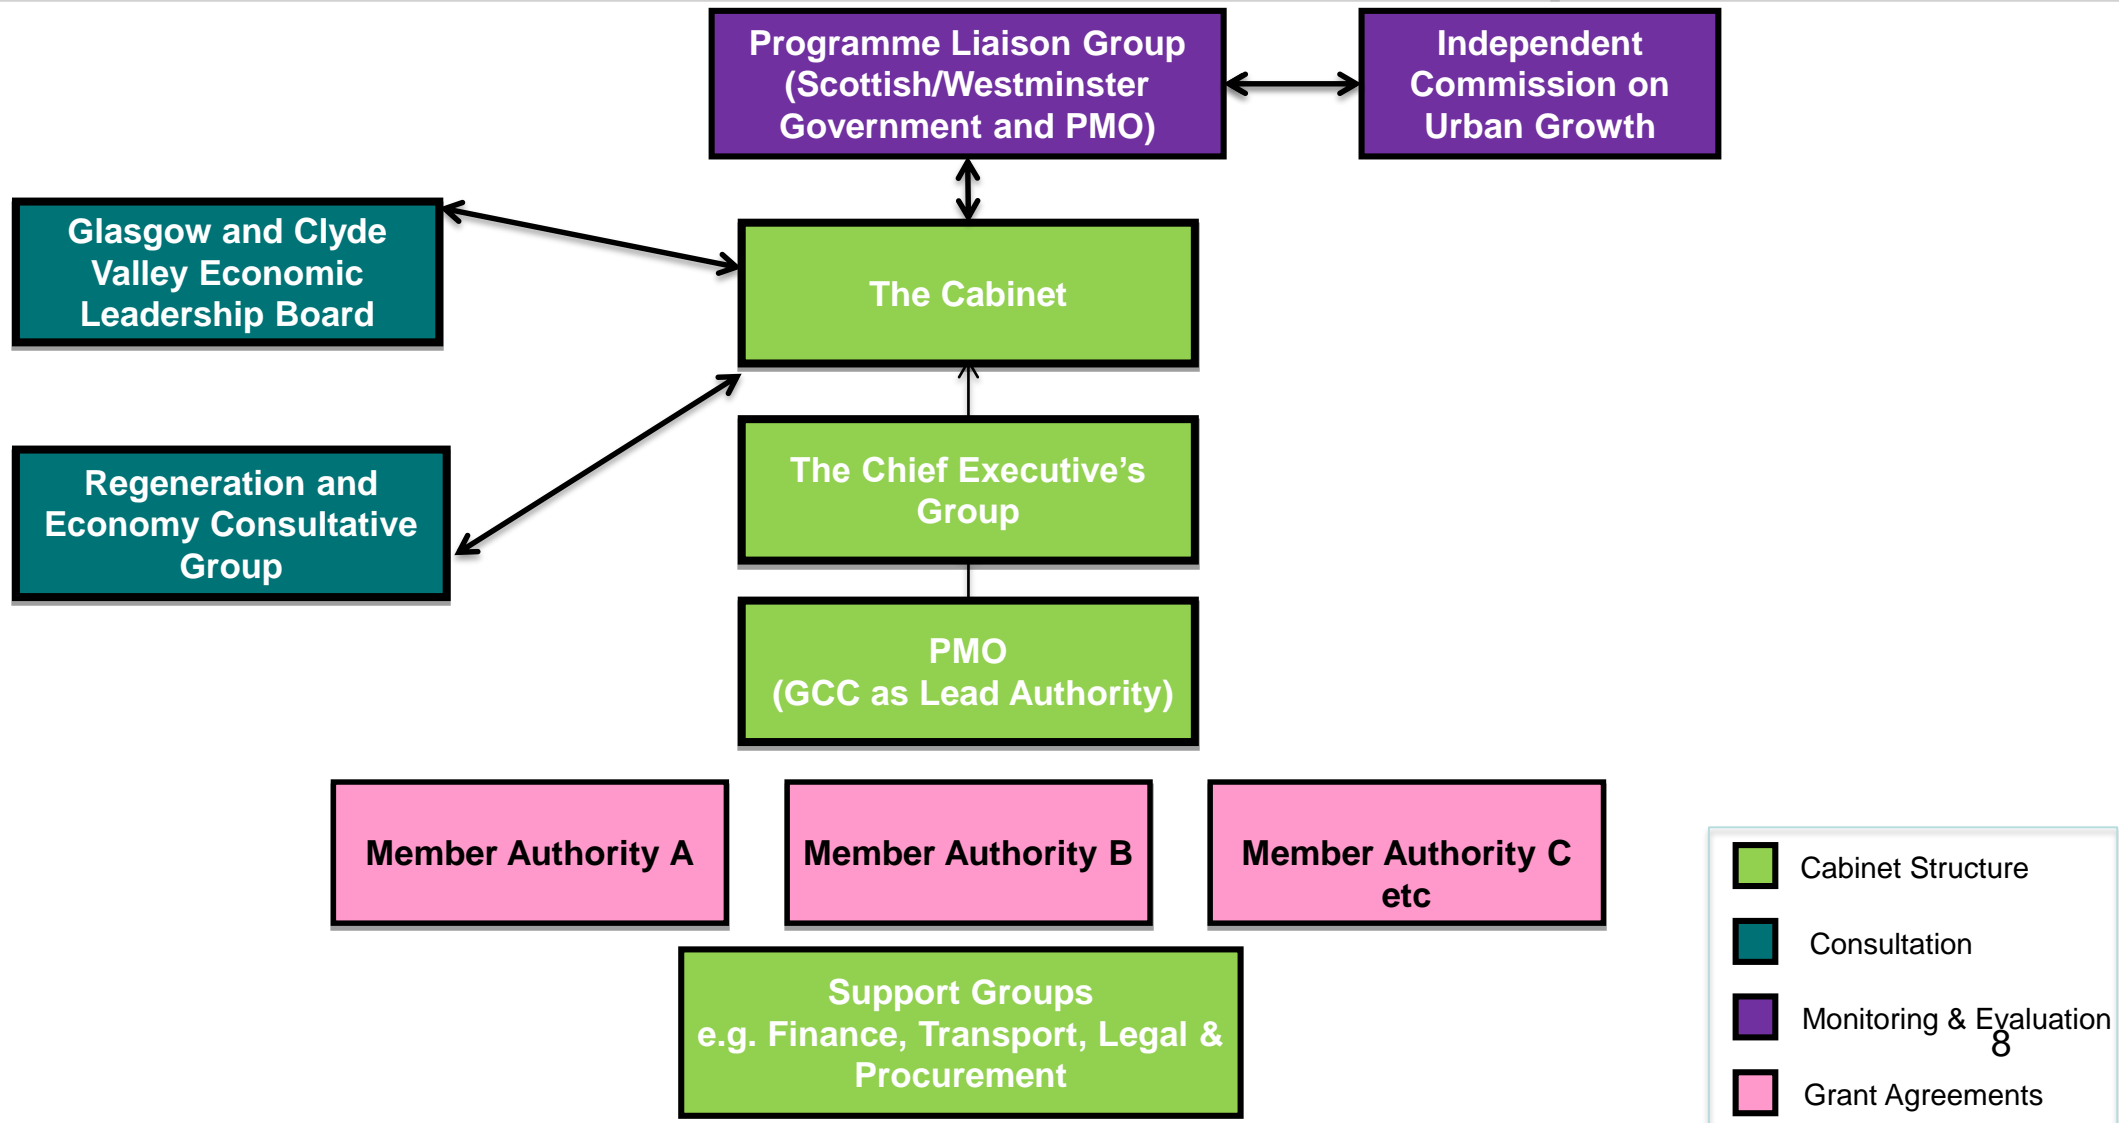 Programme Liaison Group
(Scottish/Westminster
Government and PMO)
Independent
Commission on
Urban Growth
Glasgow and Clyde
Valley Economic
Leadership Board
The Cabinet
Regeneration and
Economy Consultative
Group
The Chief Executive’s
Group
PMO
(GCC as Lead Authority)
Member Authority A
Member Authority B
Member Authority C
etc
Support Groups
e.g. Finance, Transport, Legal &
Procurement
Cabinet Structure
Consultation
Monitoring & Evaluation
8
Grant Agreements